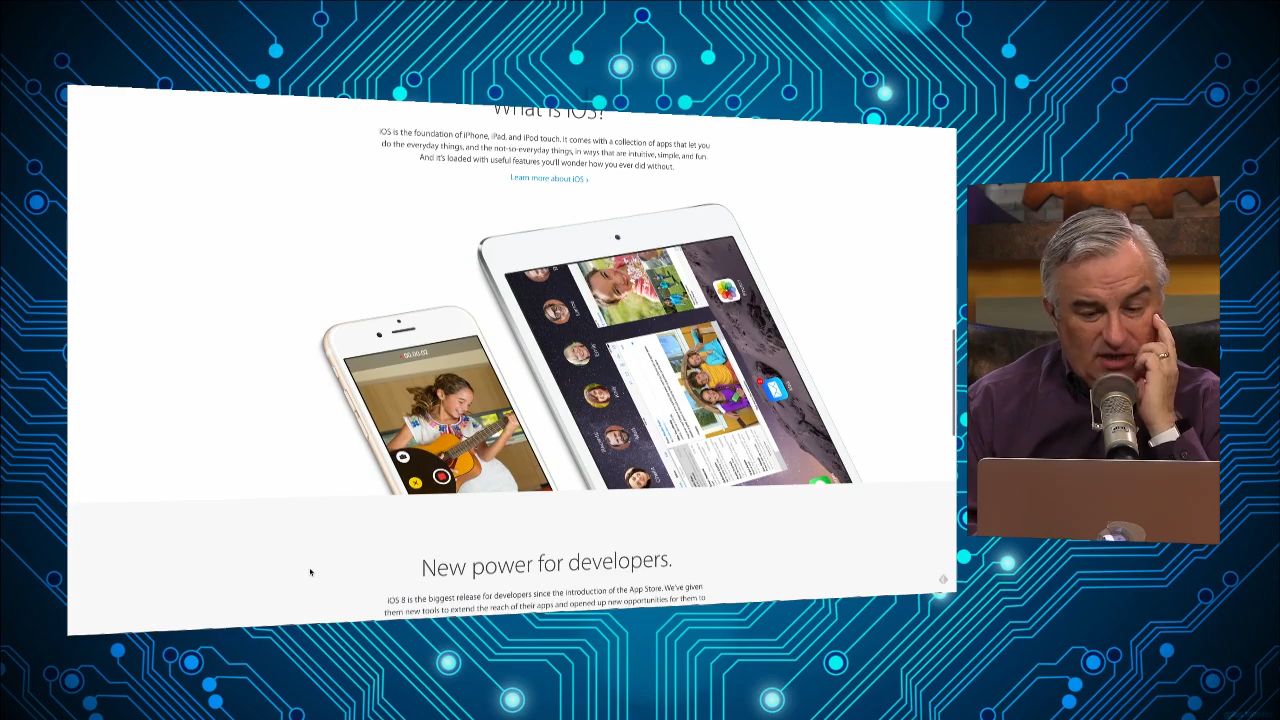 What is iOS?
iOS is the foundation of iPhone, iPad, and iPod touch. It comes with a collection of apps that let you
do the everyday things, and the not-so-everyday things, in ways that are intuitive, simple, and fun.
And it's loaded with useful features you'll wonder how you ever did without.
Learn more about iOS ›
00:00:02
New power for developers.
iOS 8 is the biggest release for developers since the introduction of the App Store. We've given
them new tools to extend the reach of their apps and opened up new opportunities for them to